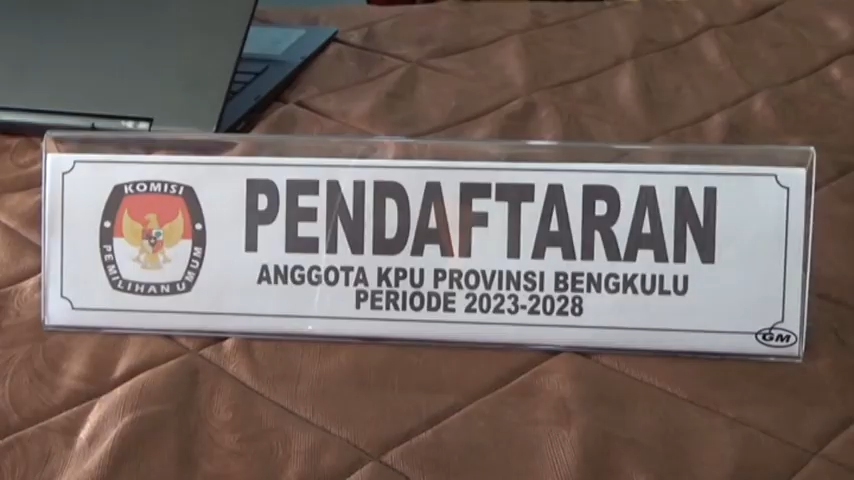 KOMISI
PEMILIHAN UMUM
PENDAFTARAN
ANGGOTA KPU PROVINSI BENGKULU
PERIODE 2023-2028
GM